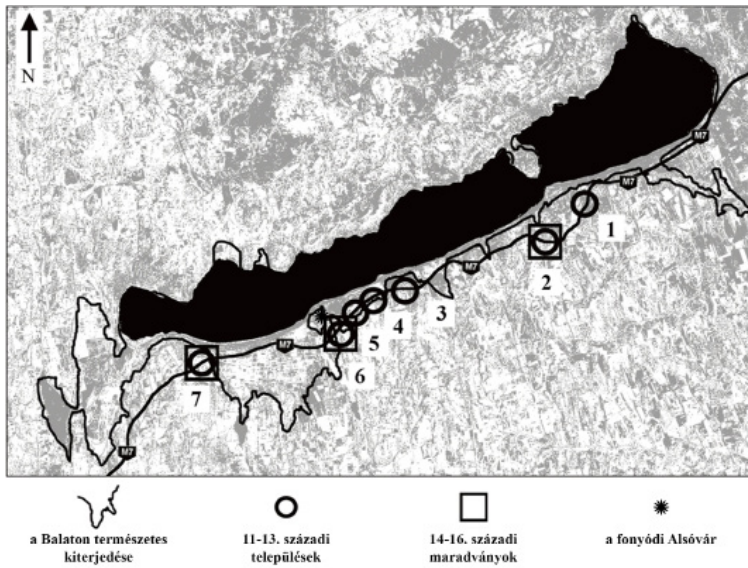 N
M7
M7
1
2
M7
3
4
5
M7
6
7
M7
a Balaton természetes
kiterjedése
11-13. századi
települések
14-16. századi
maradványok
a fonyódi Alsóvár